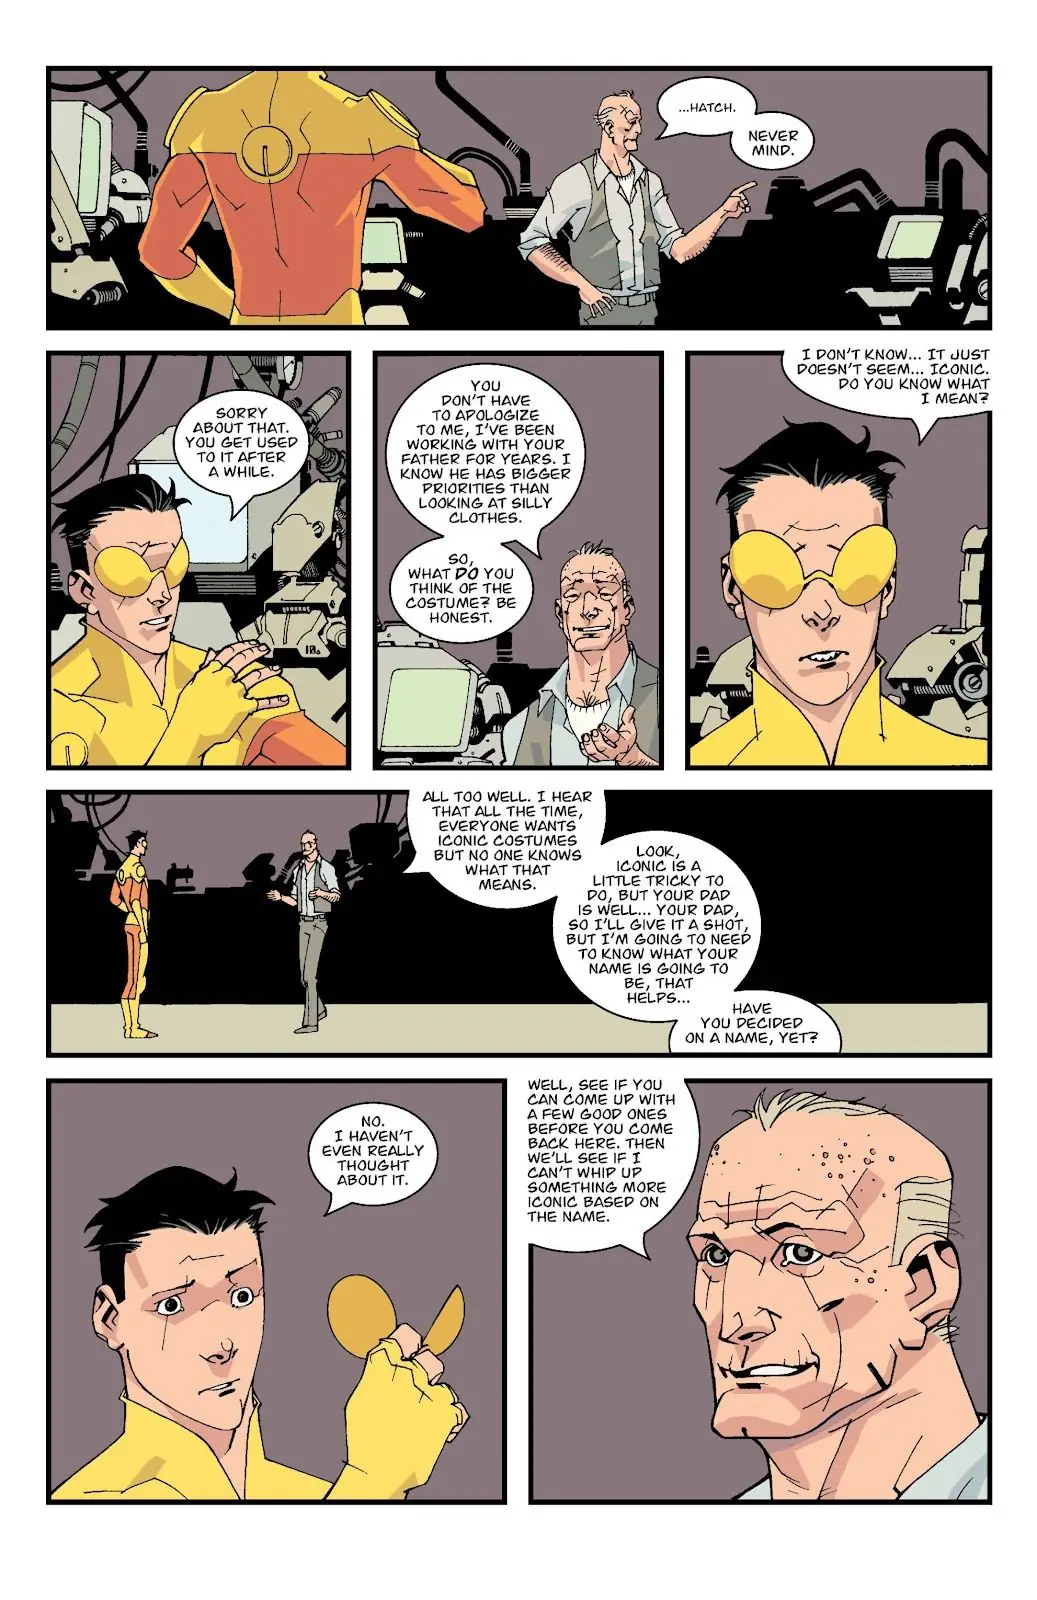 ...HATCH.
NEVER
MIND.
SORRY
ABOUT THAT.
YOU GET USED
TO IT AFTER
A WHILE.
10.
YOU
DON'T HAVE
TO APOLOGIZE
TO ME, I'VE BEEN
WORKING WITH YOUR
FATHER FOR YEARS. I
KNOW HE HAS BIGGER
PRIORITIES THAN
LOOKING AT SILLY
CLOTHES.
SO,
WHAT DO YOU
THINK OF THE
COSTUME? BE
HONEST.
I DON'T KNOW... IT JUST
DOESN'T SEEM... ICONIC.
DO YOU KNOW WHAT
I MEAN?
ALL TOO WELL. I HEAR
THAT ALL THE TIME,
EVERYONE WANTS
ICONIC COSTUMES
BUT NO ONE KNOWS
WHAT THAT
MEANS.
LOOK,
ICONIC IS A
LITTLE TRICKY TO
DO, BUT YOUR DAD
IS WELL... YOUR DAD,
SO I'LL GIVE IT A SHOT,
BUT I'M GOING TO NEED
TO KNOW WHAT YOUR
NAME IS GOING TO
BE, THAT
HELPS...
HAVE
YOU DECIDED
ON A NAME, YET?
NO.
I HAVEN'T
EVEN REALLY
THOUGHT
ABOUT IT.
WELL, SEE IF YOU
CAN COME UP WITH
A FEW GOOD ONES
BEFORE YOU COME
BACK HERE. THEN
WE'LL SEE IF I
CAN'T WHIP UP
SOMETHING MORE
ICONIC BASED ON
THE NAME.